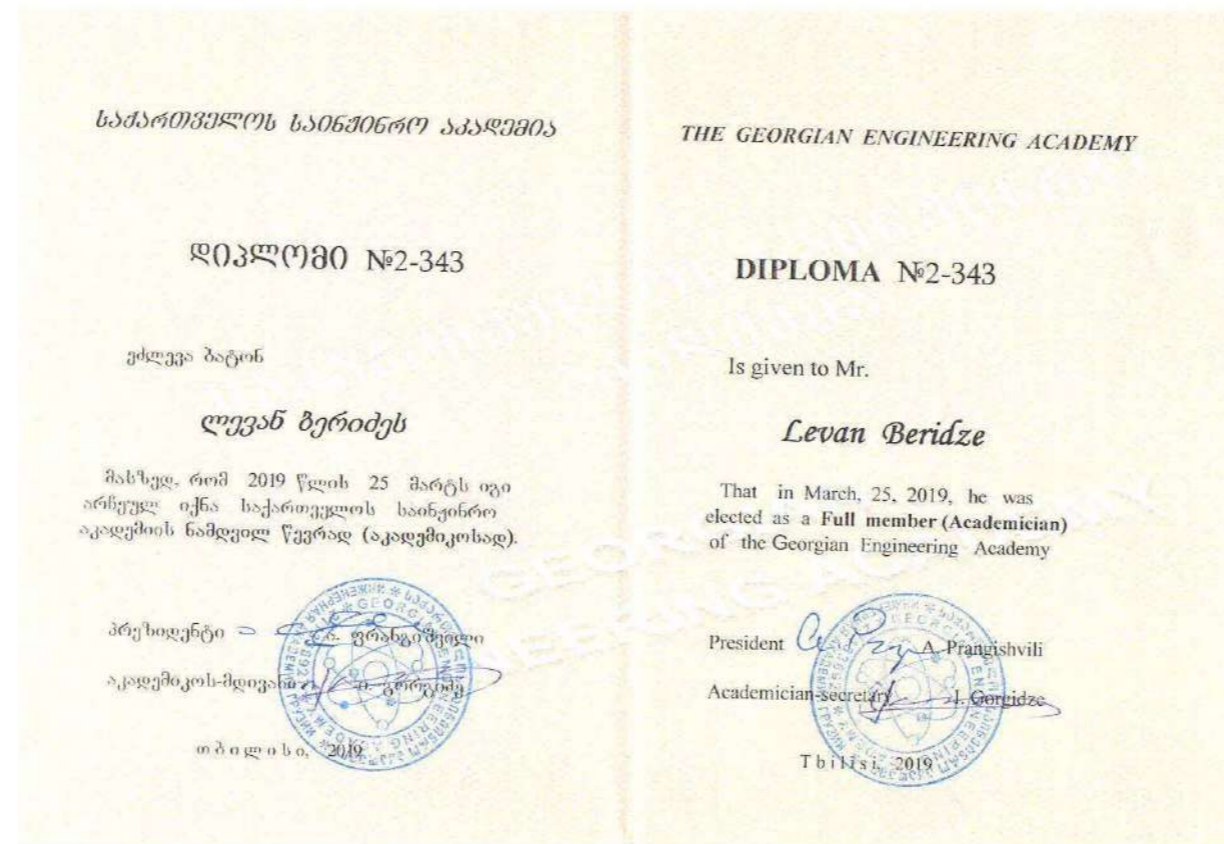 საქართველოს საინჟინრო აკადემია
დიპლომი №2-343
ეძლევა ბატონ
ლევან ბერიძეს
მასზედ, რომ 2019 წლის 25 მარტს იგი
არჩეულ იქნა საქართველოს საინჟინრო
აკადემიის ნამდვილ წევრად (აკადემიკოსად).
პრეზიდენტი ა. ფრანგიშვილი
აკადემიკოს-მდივანი ი. გორგიძე
თბილისი, 2019
THE GEORGIAN ENGINEERING ACADEMY
DIPLOMA №2-343
Is given to Mr.
Levan Beridze
That in March, 25, 2019, he was
elected as a Full member (Academician)
of the Georgian Engineering Academy
President A. Prangishvili
Academician-secretary I. Gorgidze
Tbilisi, 2019